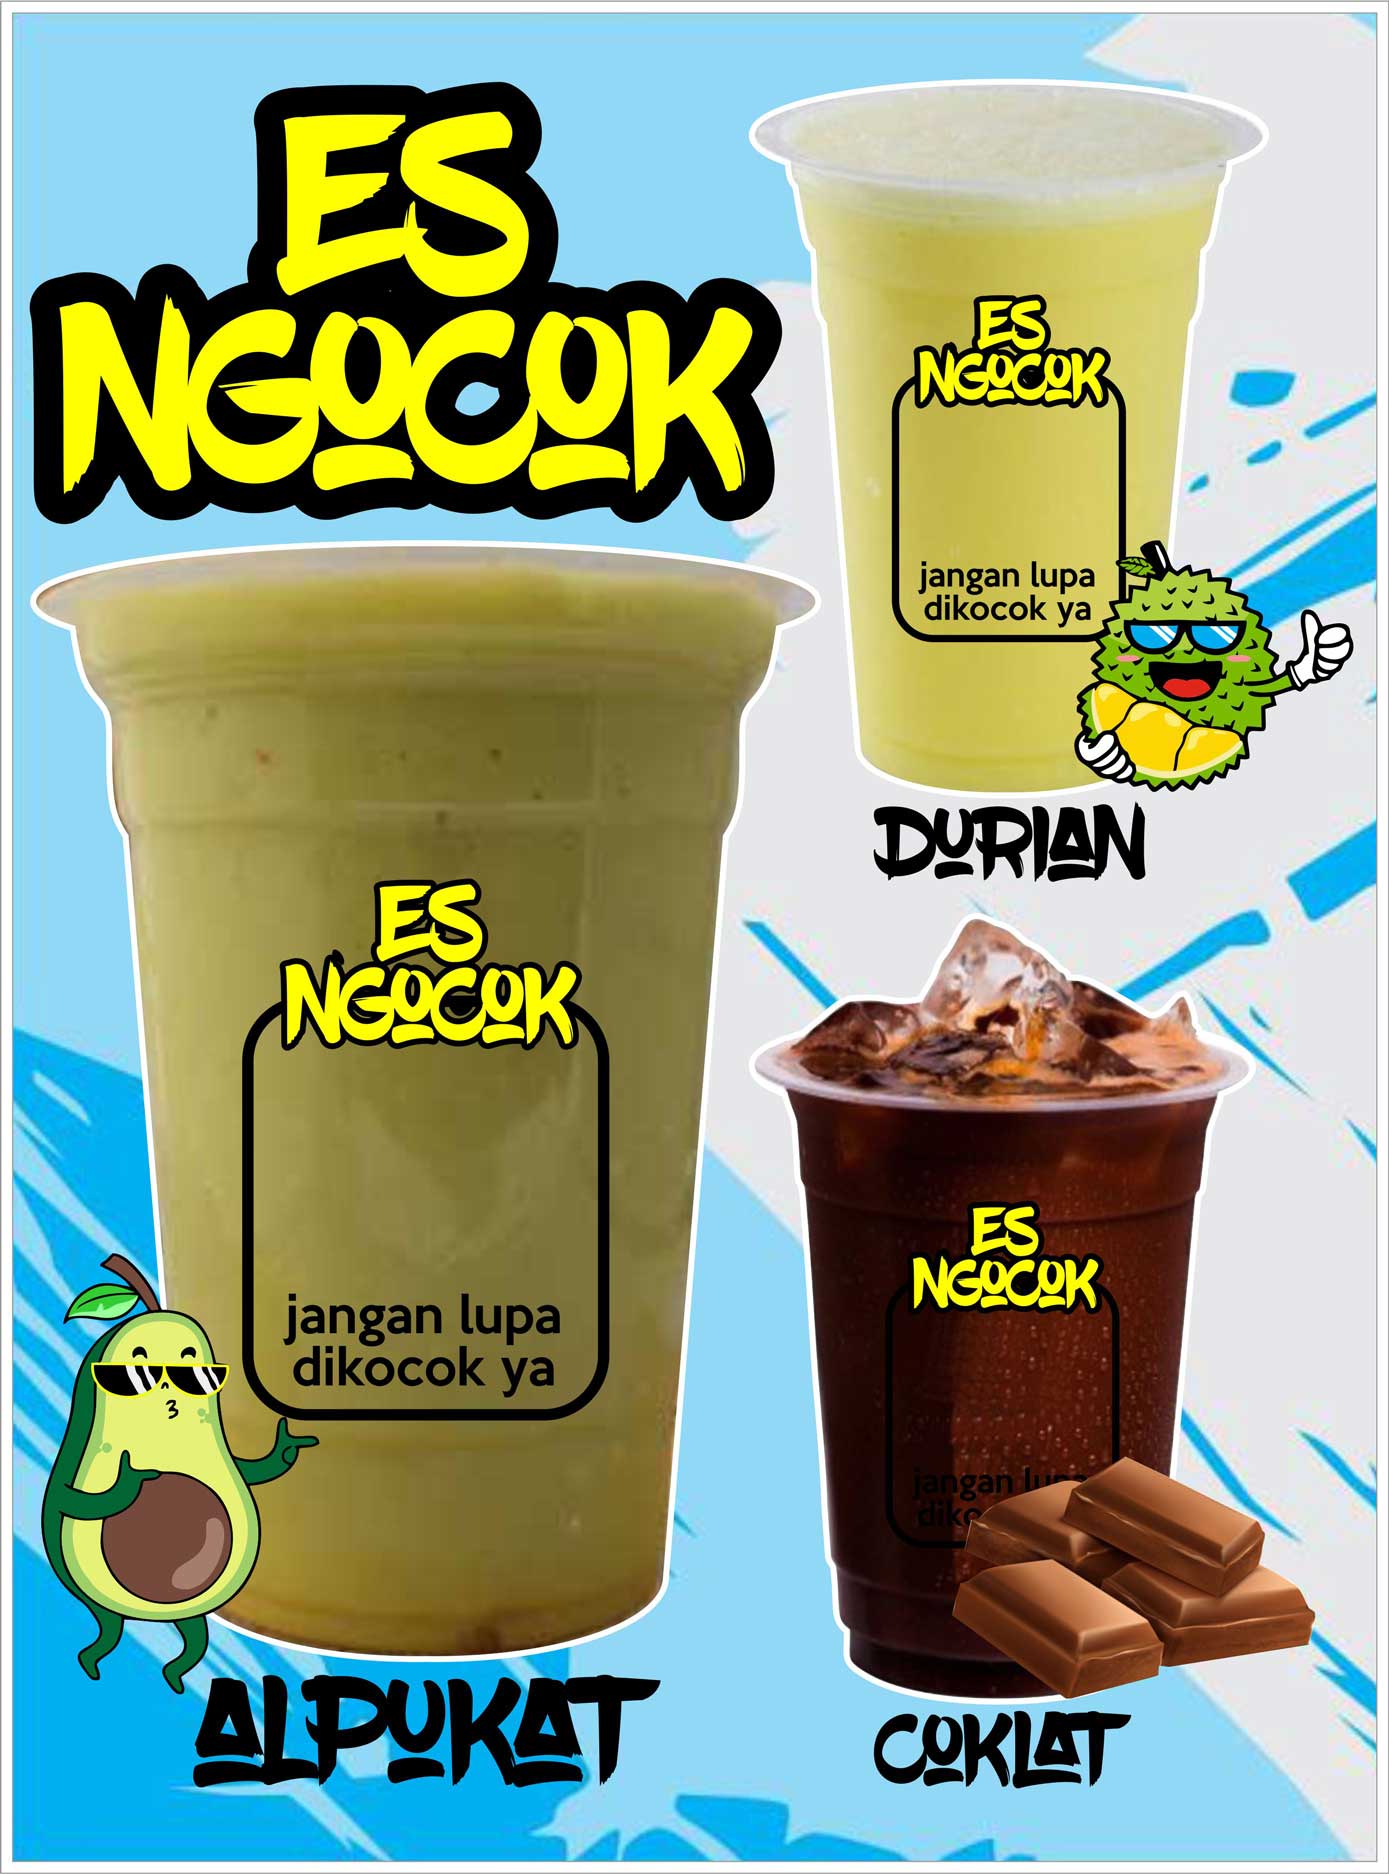 ES
NGOCOK
ES
NGOCOK
jangan lupa
dikocok ya
DURIAN
ES
NGOCOK
jangan lupa
dikocok ya
ALPUKAT
ES
NGOCOK
jangan
COKLAT